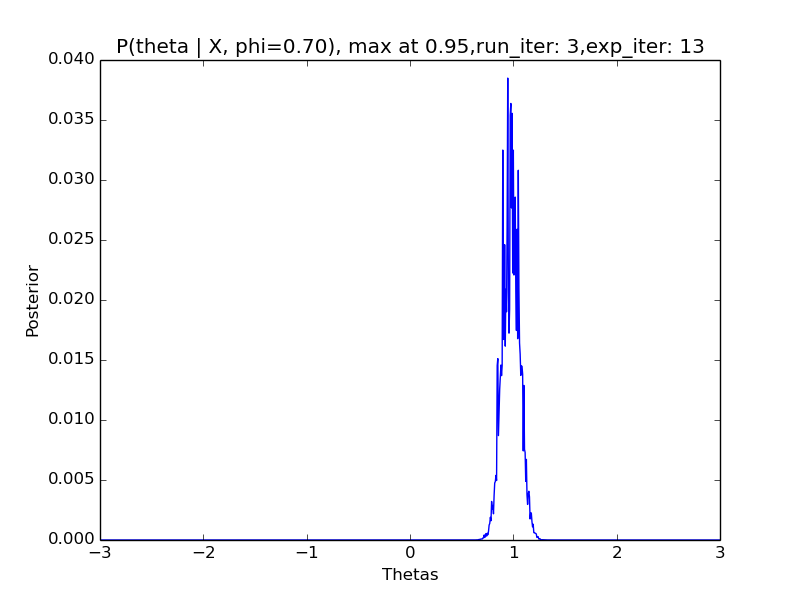 P(theta | X, phi=0.70), max at 0.95,run_iter: 3,exp_iter: 13
0.040
0.035
0.030
0.025
0.020
0.015
0.010
0.005
0.000
Posterior
−3 −2 −1 0 1 2 3
Thetas